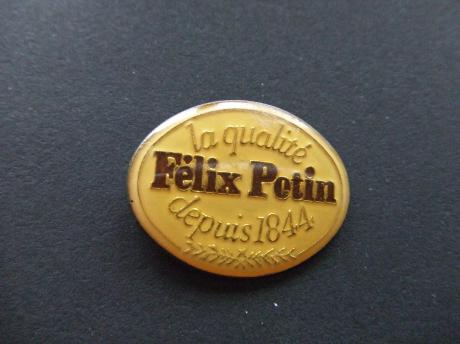 la qualité
Félix Potin
depuis 1844